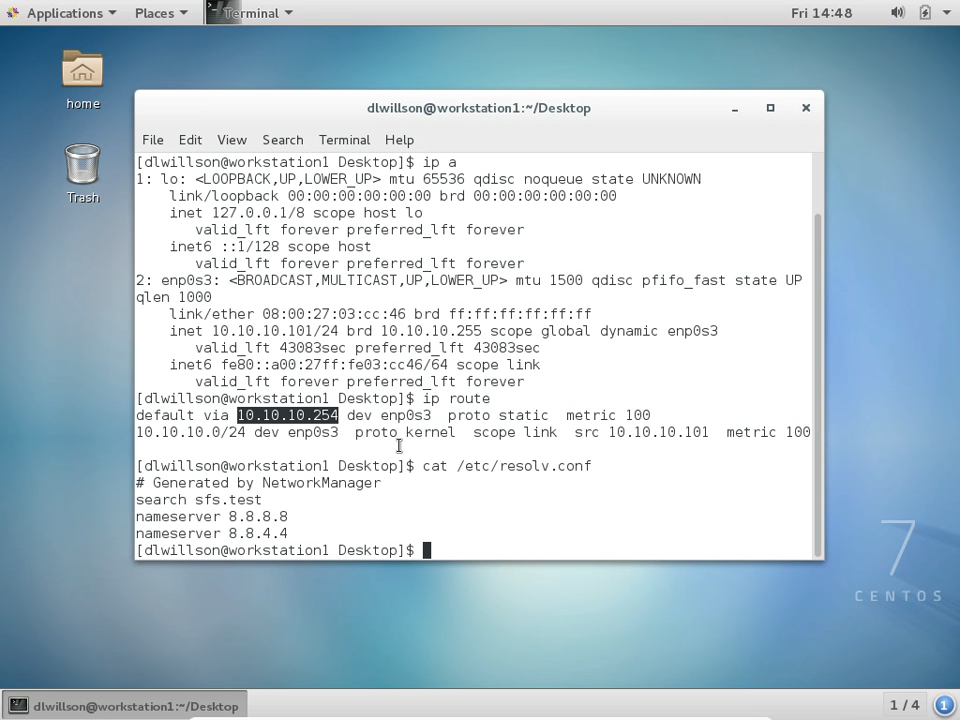 Applications Places Terminal Fri 14:48
home
Trash
dlwillson@workstation1:~/Desktop
File Edit View Search Terminal Help
[dlwillson@workstation1 Desktop]$ ip a
1: lo: <LOOPBACK,UP,LOWER_UP> mtu 65536 qdisc noqueue state UNKNOWN
    link/loopback 00:00:00:00:00:00 brd 00:00:00:00:00:00
    inet 127.0.0.1/8 scope host lo
       valid_lft forever preferred_lft forever
    inet6 ::1/128 scope host
       valid_lft forever preferred_lft forever
2: enp0s3: <BROADCAST,MULTICAST,UP,LOWER_UP> mtu 1500 qdisc pfifo_fast state UP
qlen 1000
    link/ether 08:00:27:03:cc:46 brd ff:ff:ff:ff:ff:ff
    inet 10.10.10.101/24 brd 10.10.10.255 scope global dynamic enp0s3
       valid_lft 43083sec preferred_lft 43083sec
    inet6 fe80::a00:27ff:fe03:cc46/64 scope link
       valid_lft forever preferred_lft forever
[dlwillson@workstation1 Desktop]$ ip route
default via 10.10.10.254 dev enp0s3  proto static  metric 100
10.10.10.0/24 dev enp0s3  proto kernel  scope link  src 10.10.10.101  metric 100
[dlwillson@workstation1 Desktop]$ cat /etc/resolv.conf
# Generated by NetworkManager
search sfs.test
nameserver 8.8.8.8
nameserver 8.8.4.4
[dlwillson@workstation1 Desktop]$
7
CENTOS
dlwillson@workstation1:~/Desktop 1 / 4 1